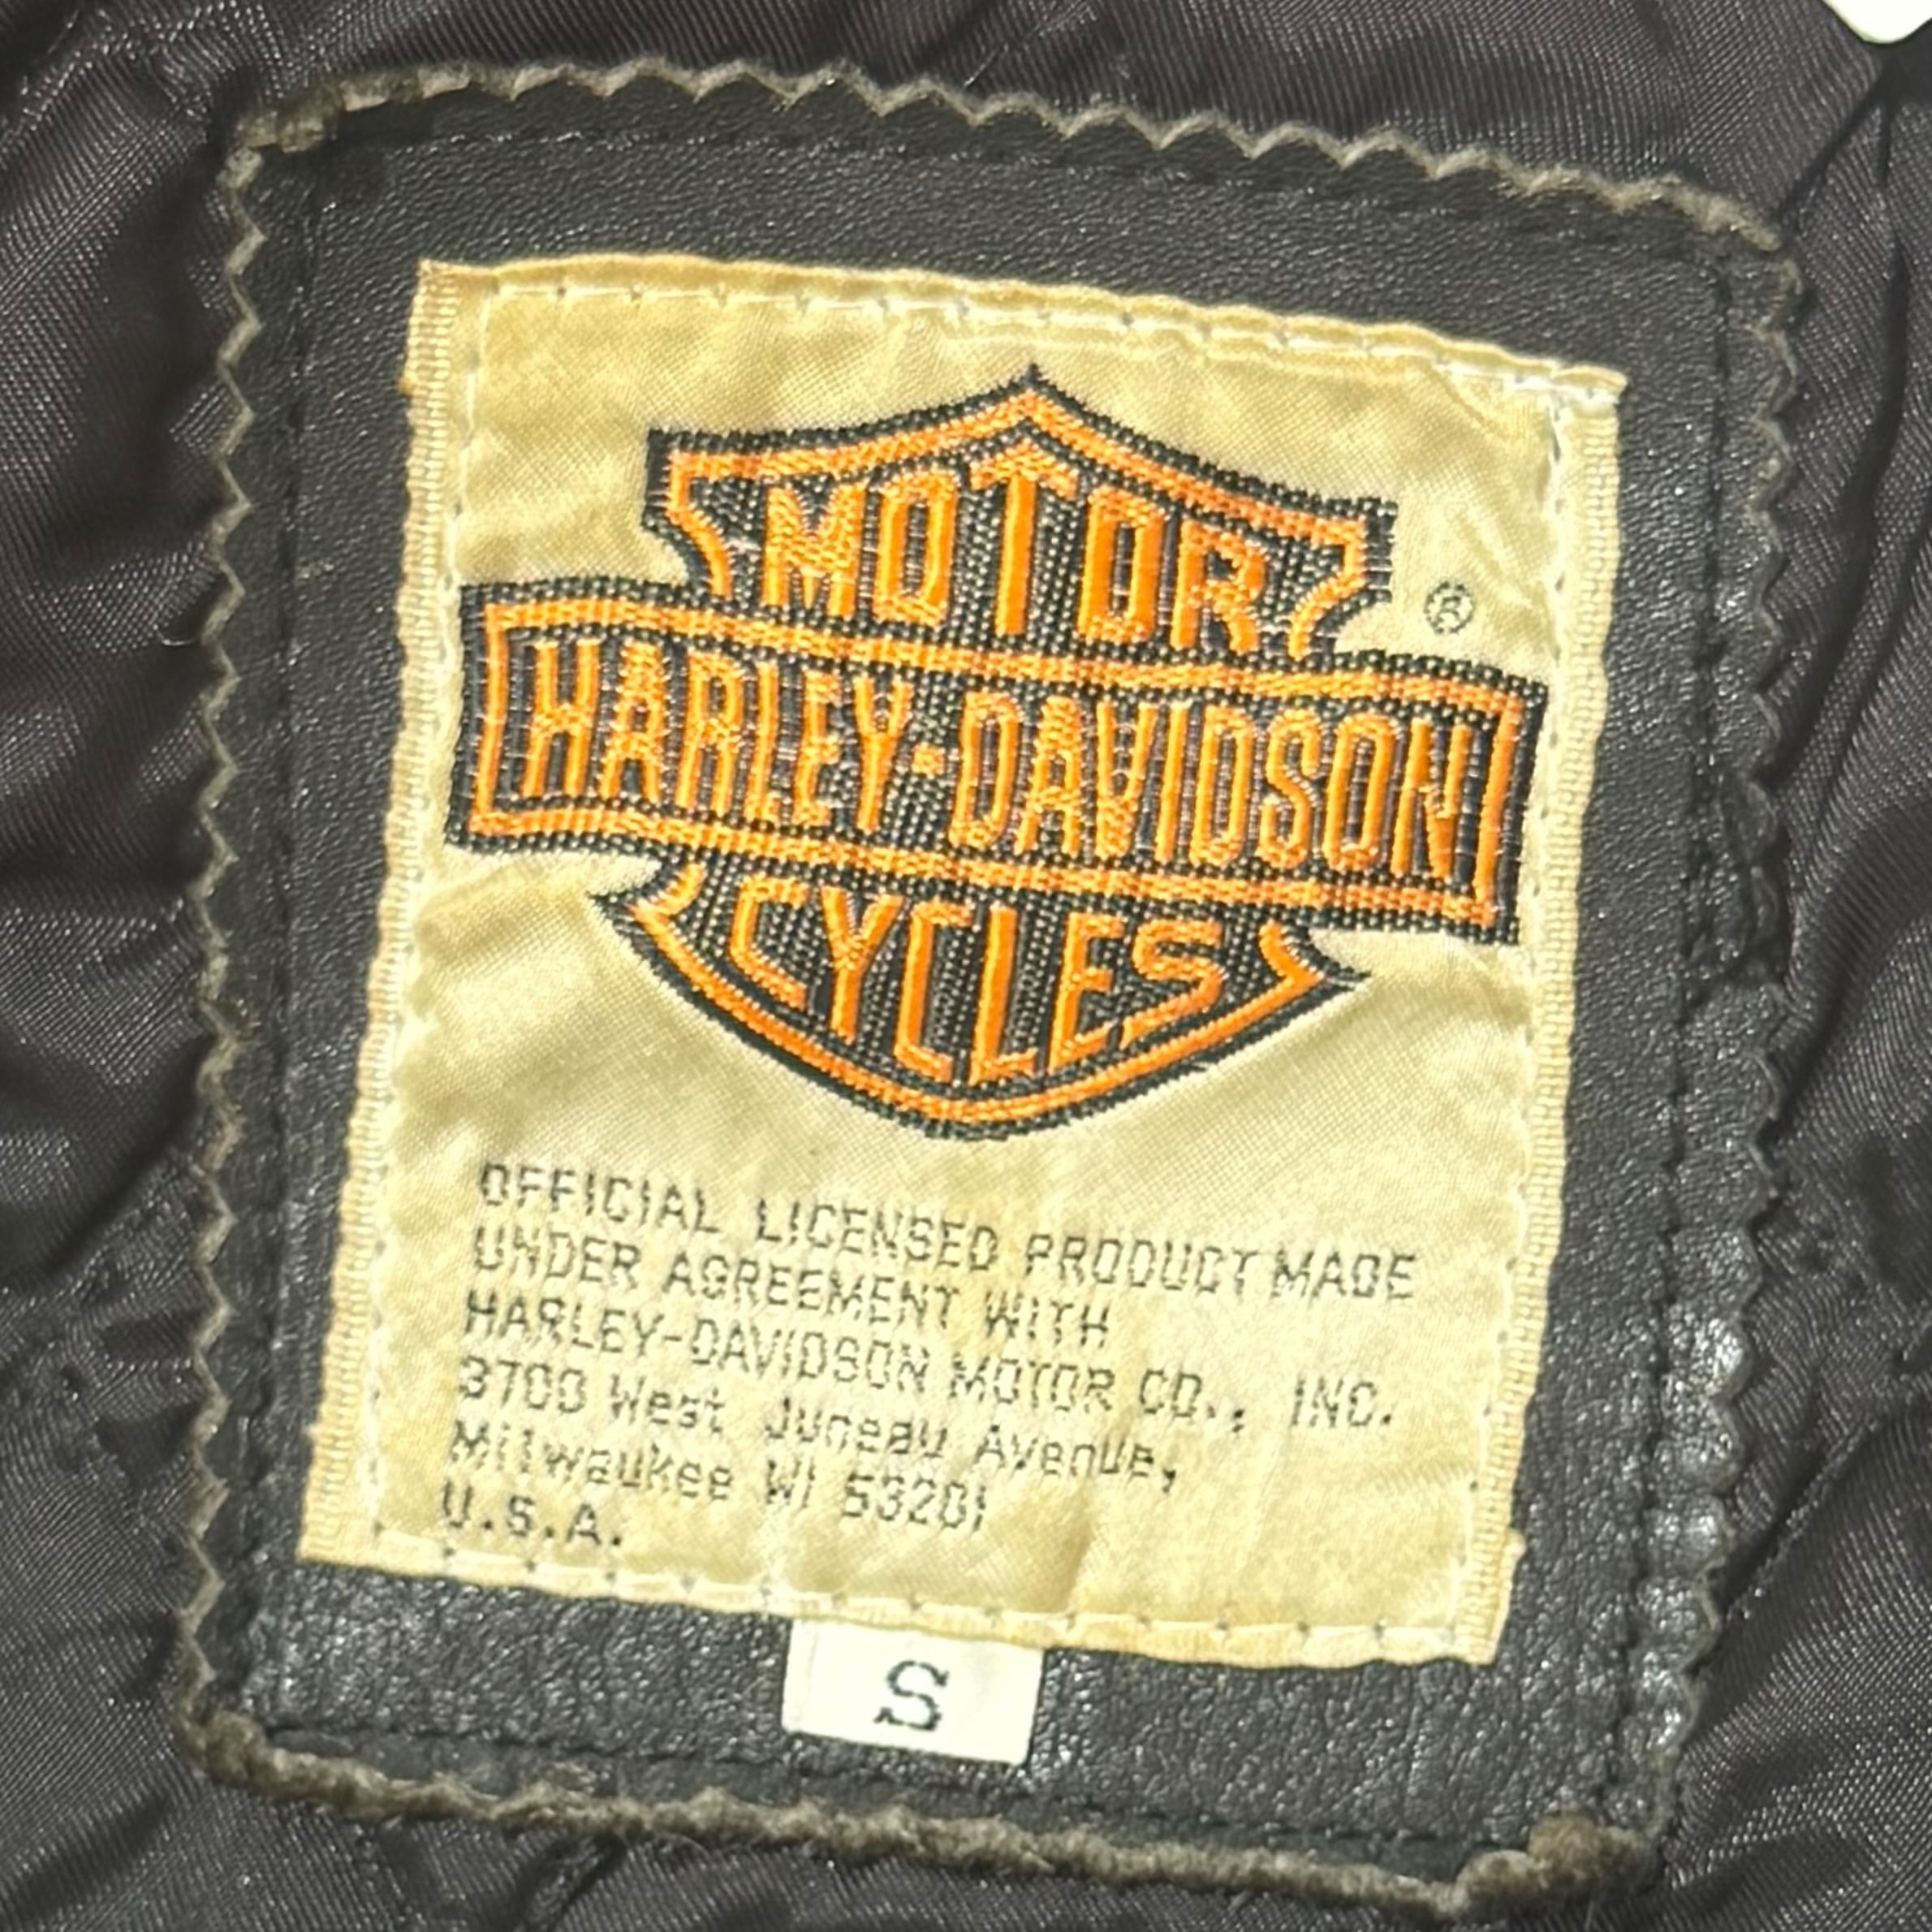 MOTOR
®
HARLEY-DAVIDSON
CYCLES
OFFICIAL LICENSED PRODUCT MADE
UNDER AGREEMENT WITH
HARLEY-DAVIDSON MOTOR CO., INC.
3700 West Juneau Avenue,
Milwaukee WI 53201
U.S.A.
S